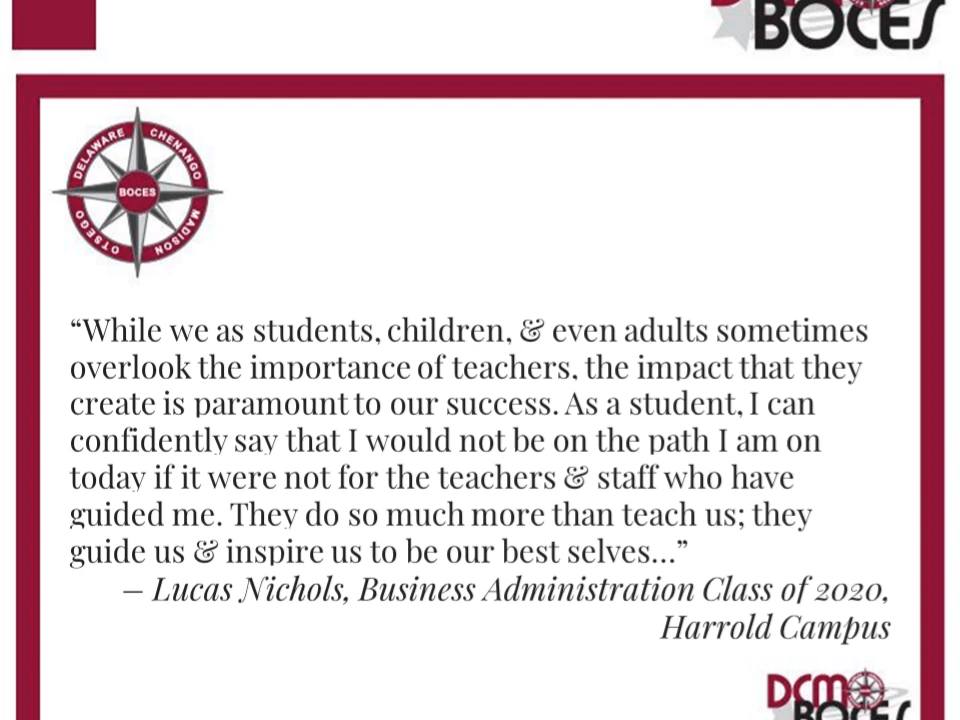 DCMO
BOCES
DELAWARE CHENANGO
BOCES
OTSEGO MADISON
“While we as students, children, & even adults sometimes
overlook the importance of teachers, the impact that they
create is paramount to our success. As a student, I can
confidently say that I would not be on the path I am on
today if it were not for the teachers & staff who have
guided me. They do so much more than teach us; they
guide us & inspire us to be our best selves...”
– Lucas Nichols, Business Administration Class of 2020,
Harrold Campus
DCMO
BOCES